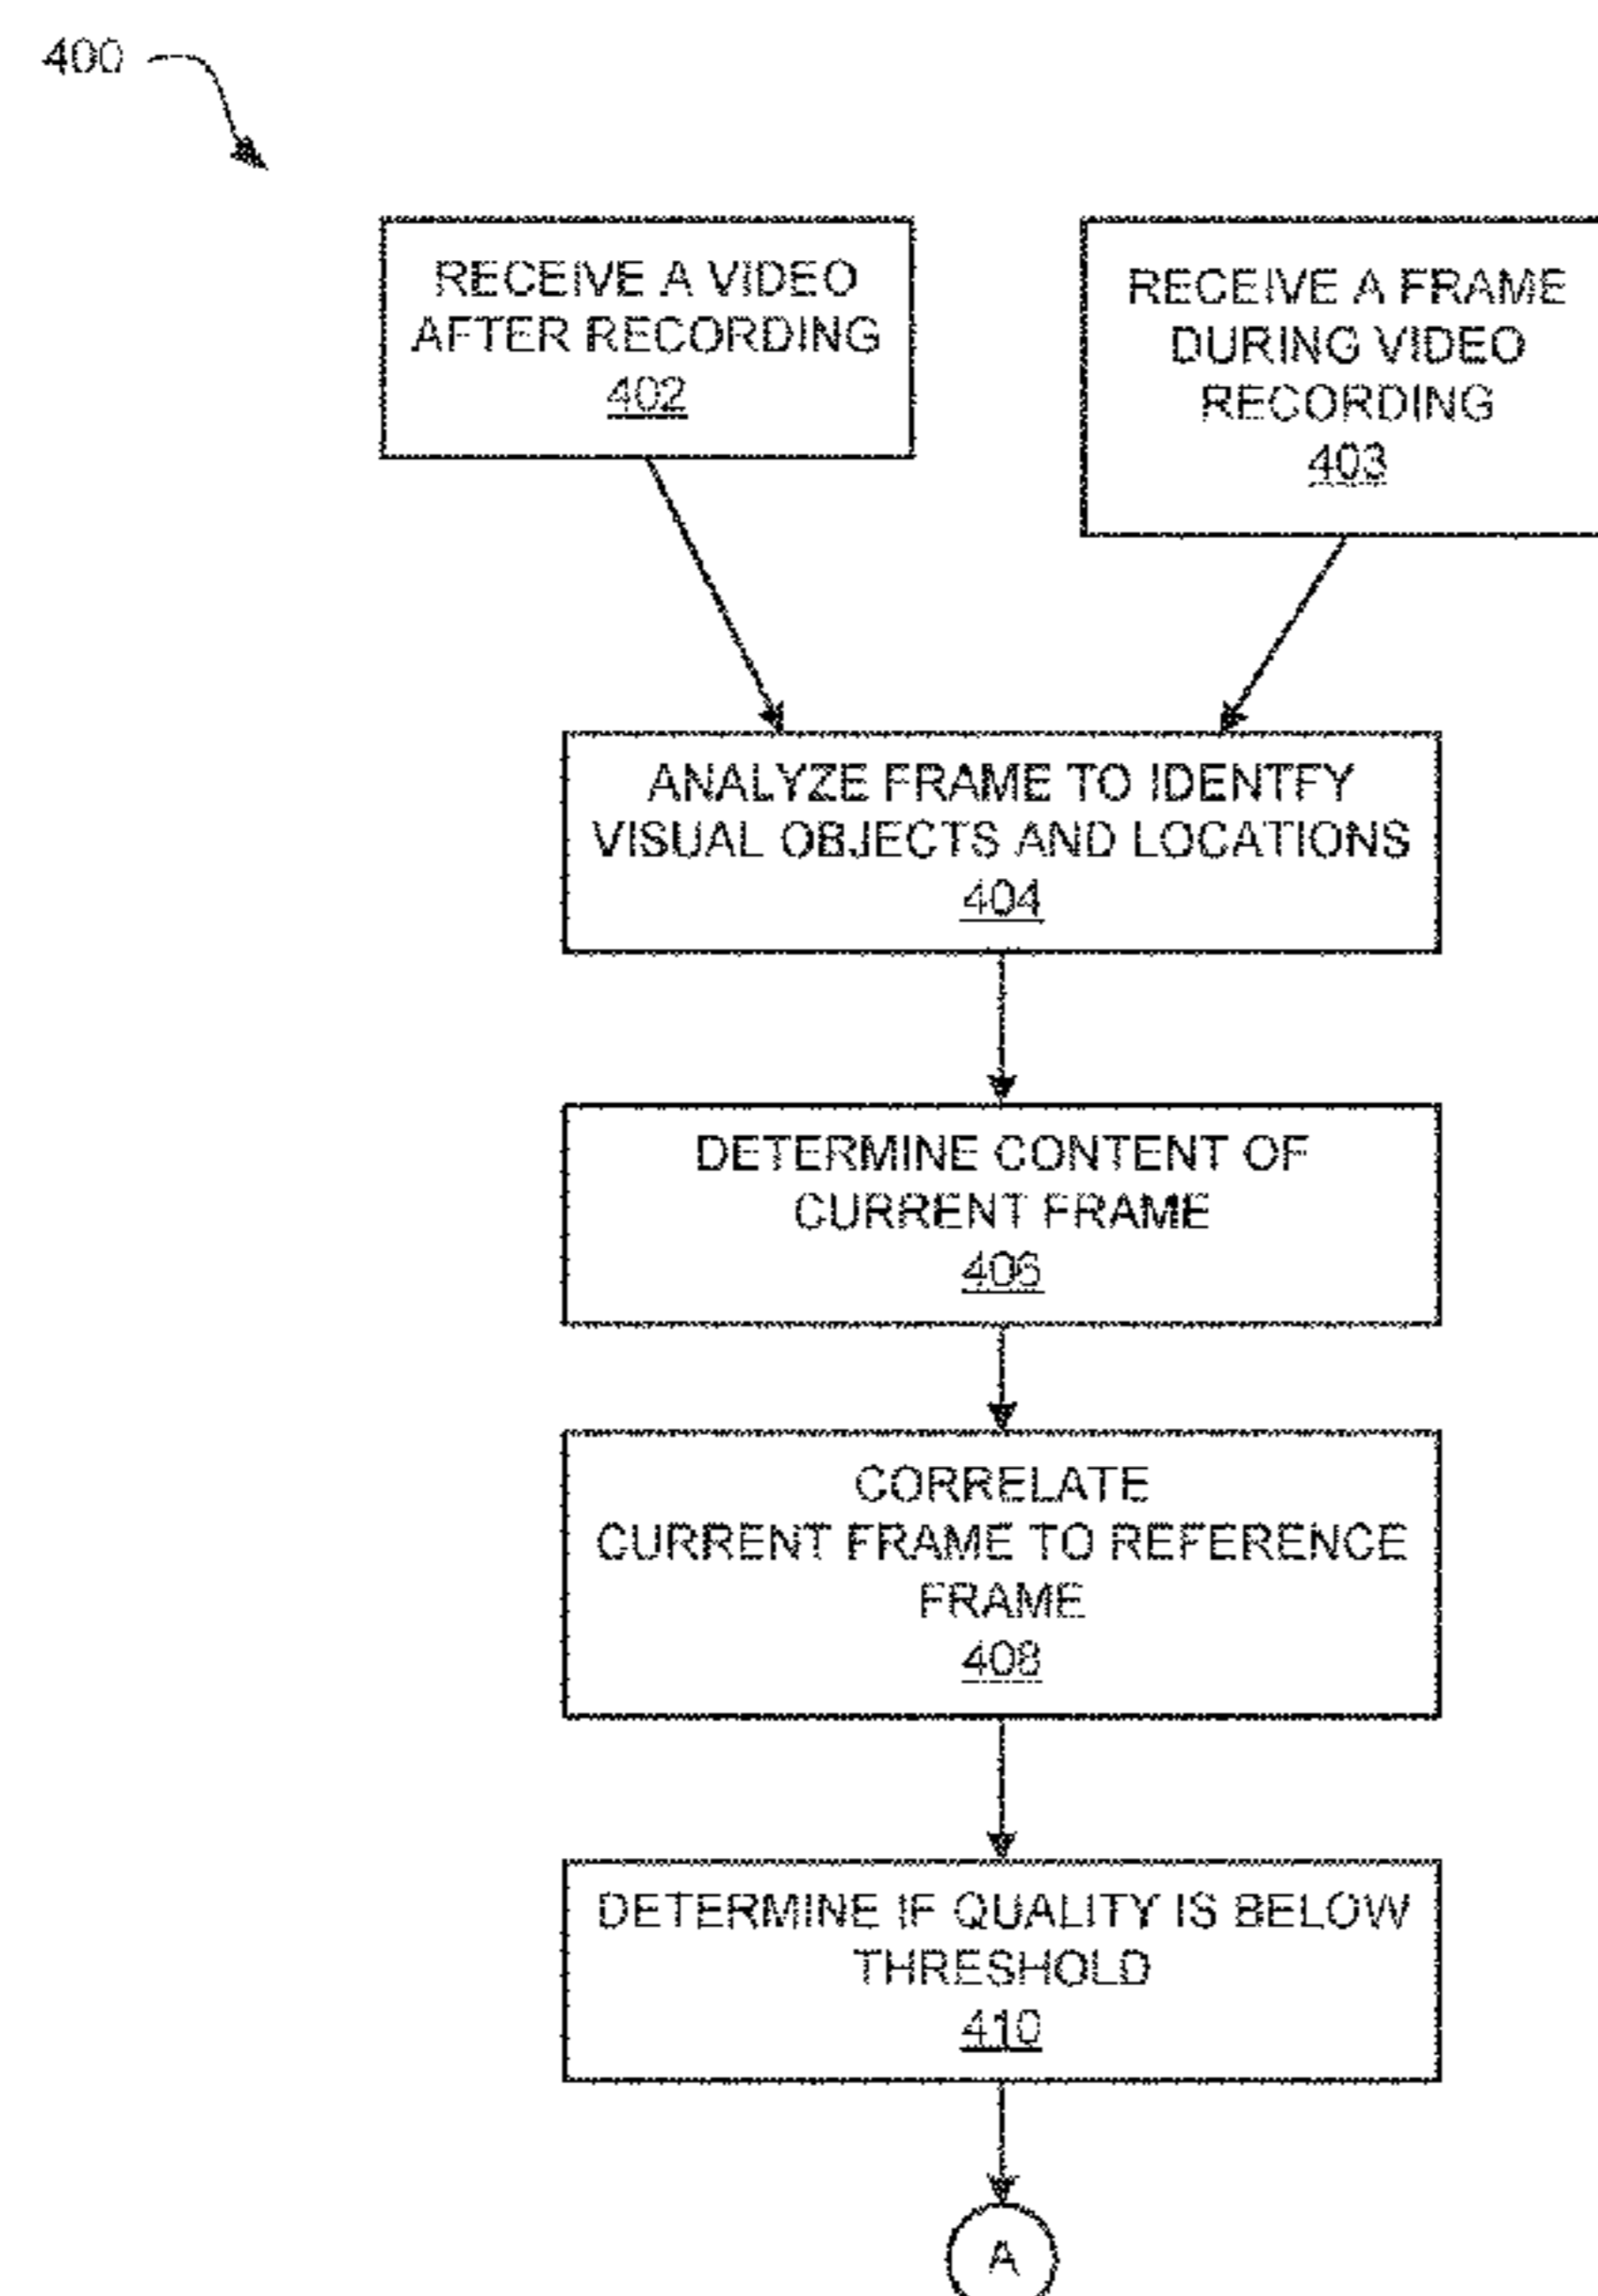 400
RECEIVE A VIDEO
AFTER RECORDING
402
RECEIVE A FRAME
DURING VIDEO
RECORDING
403
ANALYZE FRAME TO IDENTFY
VISUAL OBJECTS AND LOCATIONS
404
DETERMINE CONTENT OF
CURRENT FRAME
406
CORRELATE
CURRENT FRAME TO REFERENCE
FRAME
408
DETERMINE IF QUALITY IS BELOW
THRESHOLD
410
A